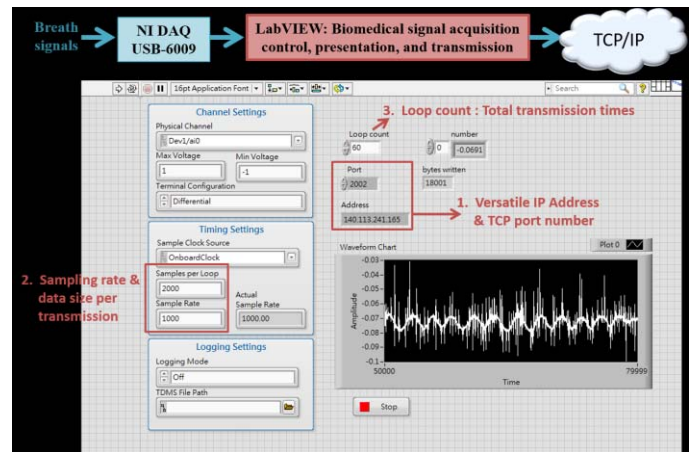 Breath
signals
NI DAQ
USB-6009
LabVIEW: Biomedical signal acquisition
control, presentation, and transmission
TCP/IP
16pt Application Font
Search
Channel Settings
Physical Channel
Dev1/ai0
Max Voltage
Min Voltage
1
-1
Terminal Configuration
Differential
3. Loop count : Total transmission times
Loop count
number
60
0
-0.0691
Port
bytes written
2002
18001
Address
140.113.241.165
1. Versatile IP Address
& TCP port number
Timing Settings
Sample Clock Source
OnboardClock
Samples per Loop
2000
Sample Rate
Actual
Sample Rate
1000
1000.00
2. Sampling rate &
data size per
transmission
Logging Settings
Logging Mode
Off
TDMS File Path
Waveform Chart
Plot 0
Amplitude
-0.03
-0.04
-0.05
-0.06
-0.07
-0.08
-0.09
-0.1
50000
79999
Time
Stop